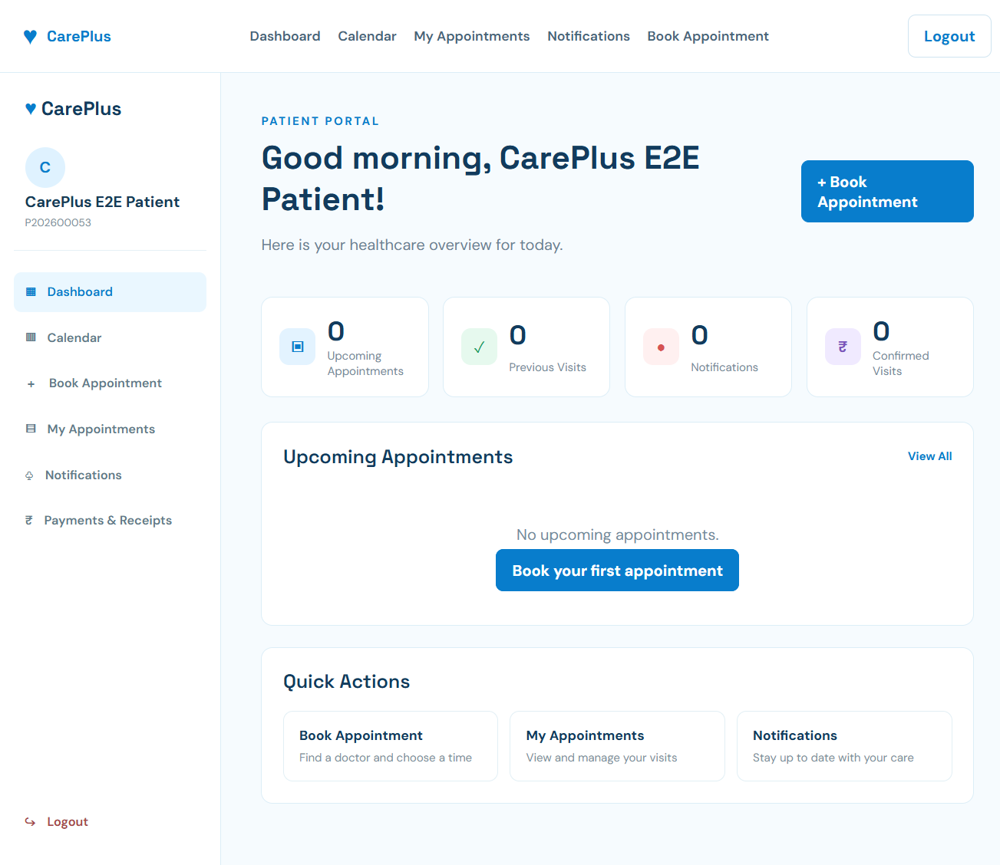 ♥ CarePlus
Dashboard Calendar My Appointments Notifications Book Appointment
Logout
♥ CarePlus
C
CarePlus E2E Patient
P202600053
Dashboard
Calendar
+ Book Appointment
My Appointments
Notifications
₹ Payments & Receipts
Logout
PATIENT PORTAL
Good morning, CarePlus E2E
Patient!
Here is your healthcare overview for today.
+ Book
Appointment
0
Upcoming
Appointments
✓
0
Previous Visits
0
Notifications
₹
0
Confirmed
Visits
Upcoming Appointments
View All
No upcoming appointments.
Book your first appointment
Quick Actions
Book Appointment
Find a doctor and choose a time
My Appointments
View and manage your visits
Notifications
Stay up to date with your care